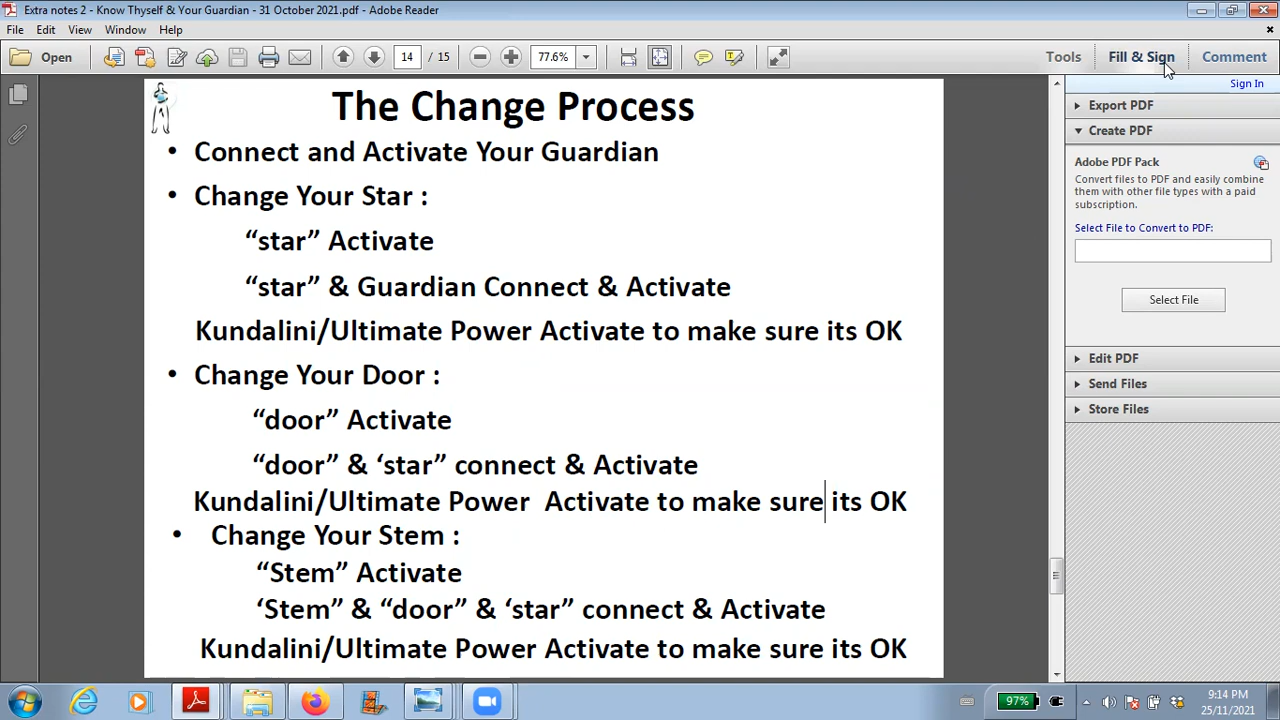 Extra notes 2 - Know Thyself & Your Guardian - 31 October 2021.pdf - Adobe Reader
File Edit View Window Help
Open 14 / 15 77.6% Tools Fill & Sign Comment
Sign In
Export PDF
Create PDF
Adobe PDF Pack
Convert files to PDF and easily combine
them with other file types with a paid
subscription.
Select File to Convert to PDF:
Select File
Edit PDF
Send Files
Store Files
The Change Process
• Connect and Activate Your Guardian
• Change Your Star :
“star” Activate
“star” & Guardian Connect & Activate
Kundalini/Ultimate Power Activate to make sure its OK
• Change Your Door :
“door” Activate
“door” & ‘star” connect & Activate
Kundalini/Ultimate Power Activate to make sure its OK
• Change Your Stem :
“Stem” Activate
‘Stem” & “door” & ‘star” connect & Activate
Kundalini/Ultimate Power Activate to make sure its OK
97%
9:14 PM
25/11/2021